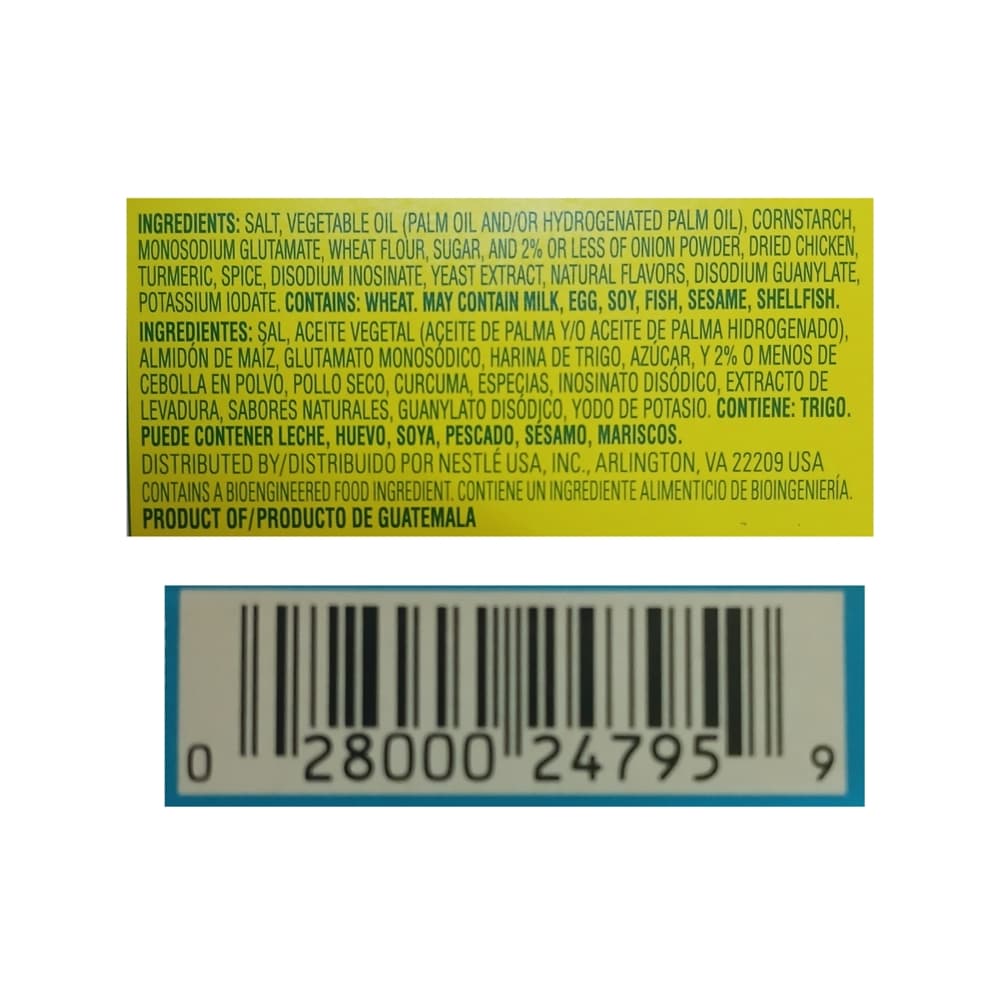 INGREDIENTS: SALT, VEGETABLE OIL (PALM OIL AND/OR HYDROGENATED PALM OIL), CORNSTARCH,
MONOSODIUM GLUTAMATE, WHEAT FLOUR, SUGAR, AND 2% OR LESS OF ONION POWDER, DRIED CHICKEN,
TURMERIC, SPICE, DISODIUM INOSINATE, YEAST EXTRACT, NATURAL FLAVORS, DISODIUM GUANYLATE,
POTASSIUM IODATE. CONTAINS: WHEAT. MAY CONTAIN MILK, EGG, SOY, FISH, SESAME, SHELLFISH.
INGREDIENTES: SAL, ACEITE VEGETAL (ACEITE DE PALMA Y/O ACEITE DE PALMA HIDROGENADO),
ALMIDÓN DE MAÍZ, GLUTAMATO MONOSÓDICO, HARINA DE TRIGO, AZÚCAR, Y 2% O MENOS DE
CEBOLLA EN POLVO, POLLO SECO, CURCUMA, ESPECIAS, INOSINATO DISÓDICO, EXTRACTO DE
LEVADURA, SABORES NATURALES, GUANYLATO DISÓDICO, YODO DE POTASIO. CONTIENE: TRIGO.
PUEDE CONTENER LECHE, HUEVO, SOYA, PESCADO, SÉSAMO, MARISCOS.
DISTRIBUTED BY/DISTRIBUIDO POR NESTLÉ USA, INC., ARLINGTON, VA 22209 USA
CONTAINS A BIOENGINEERED FOOD INGREDIENT. CONTIENE UN INGREDIENTE ALIMENTICIO DE BIOINGENIERÍA.
PRODUCT OF/PRODUCTO DE GUATEMALA
0 28000 24795 9